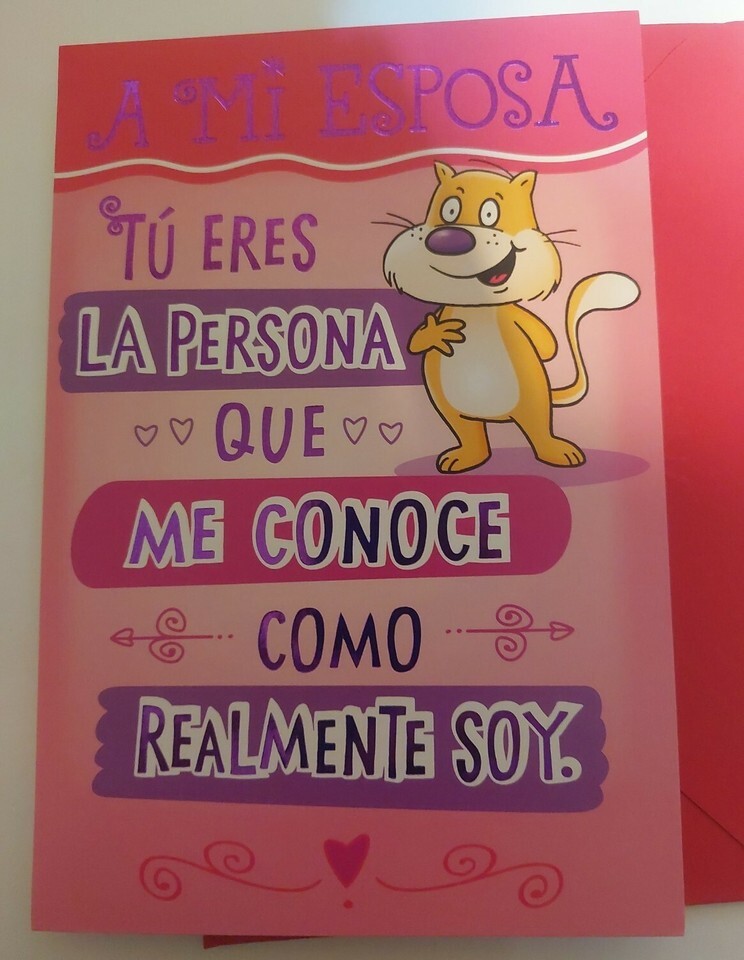 A MI ESPOSA
TÚ ERES
LA PERSONA
QUE
ME CONOCE
COMO
REALMENTE SOY.